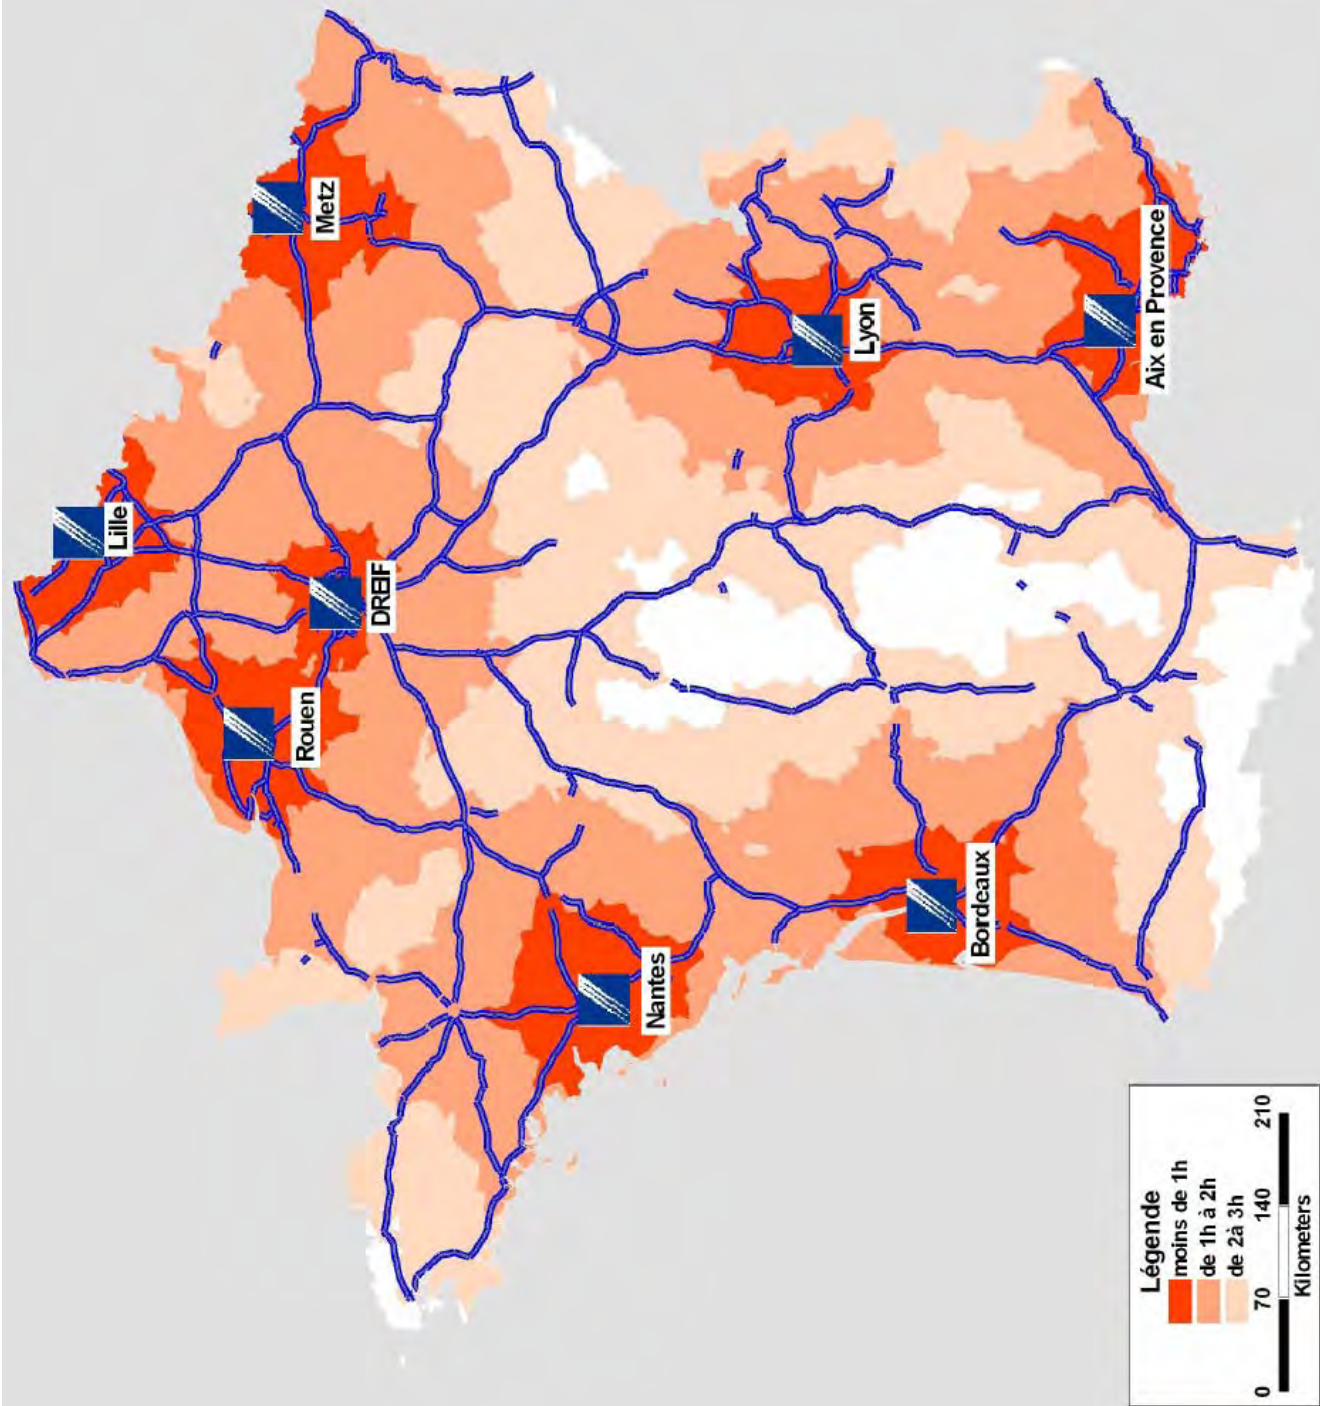 Lille
Metz
DREIF
Rouen
Nantes
Lyon
Bordeaux
Aix en Provence
Légende
moins de 1h
de 1h à 2h
de 2à 3h
0 70 140 210
Kilometers